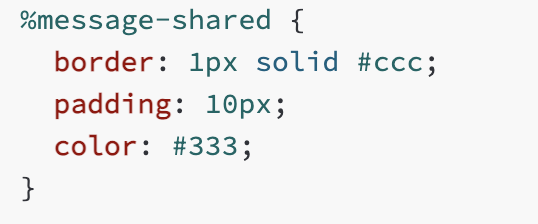 %message-shared {
  border: 1px solid #ccc;
  padding: 10px;
  color: #333;
}